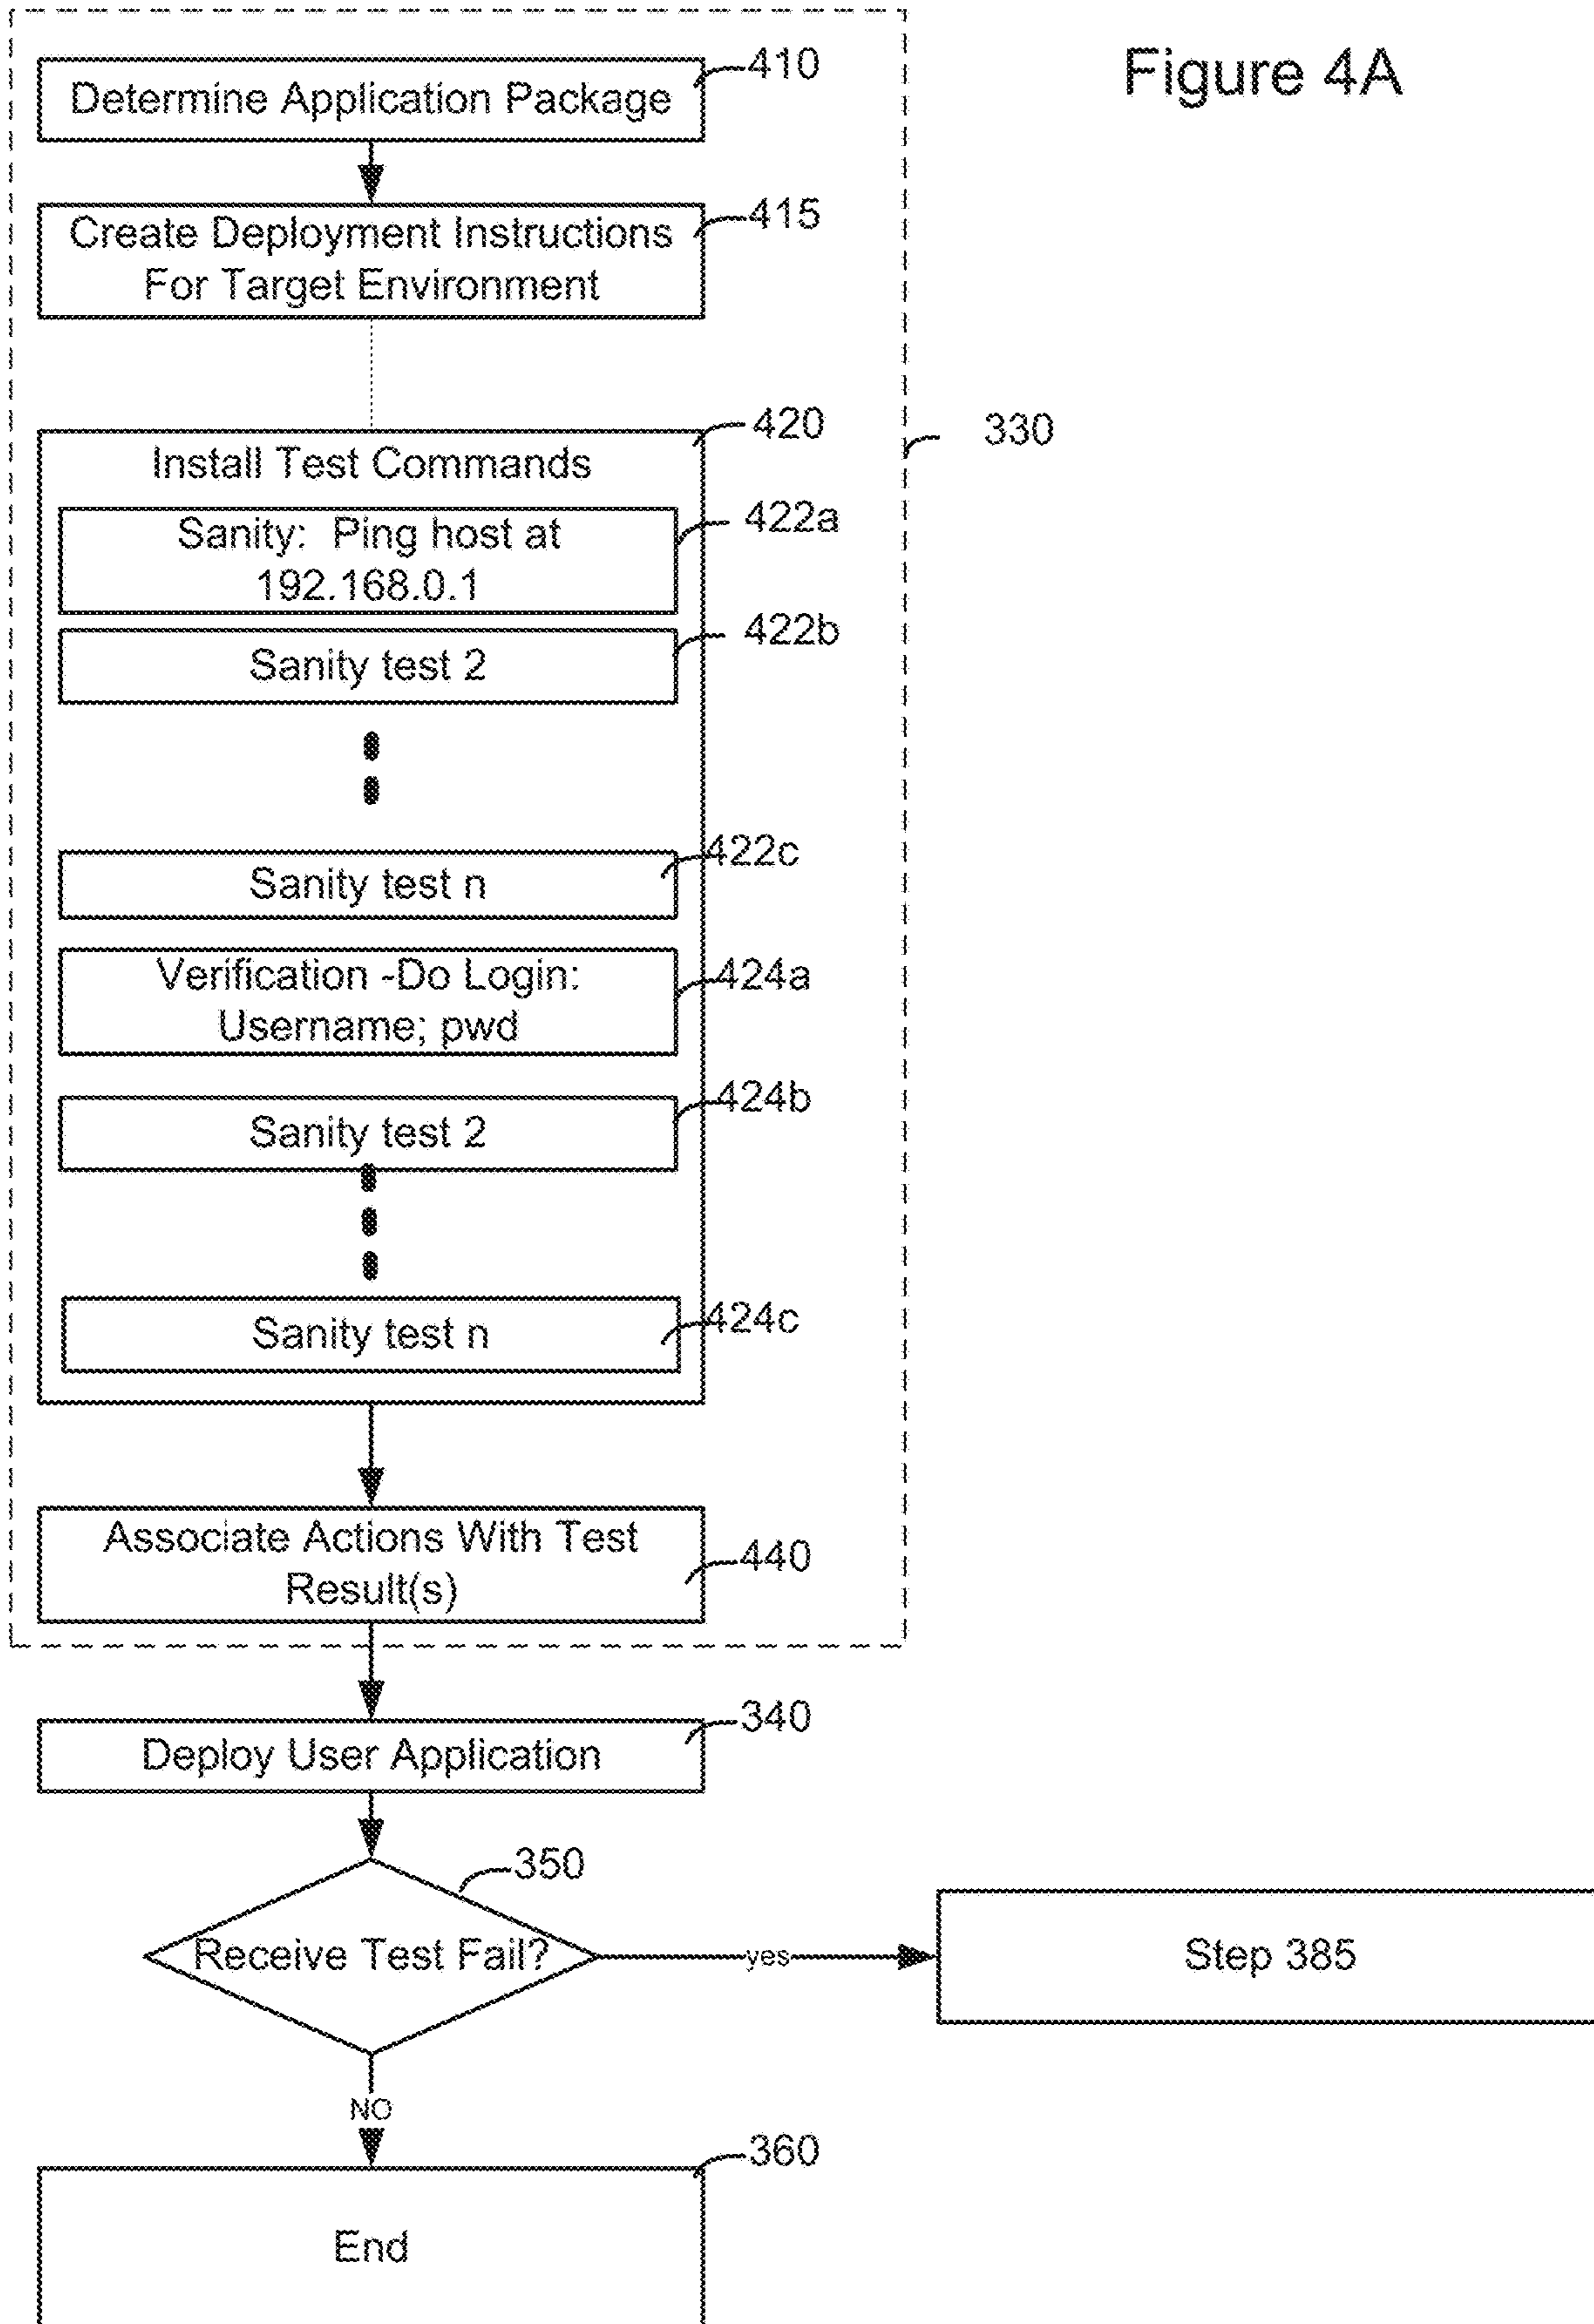 Figure 4A
410
Determine Application Package
415
Create Deployment Instructions
For Target Environment
420
330
Install Test Commands
422a
Sanity: Ping host at
192.168.0.1
422b
Sanity test 2
422c
Sanity test n
Verification -Do Login:
424a
Username; pwd
424b
Sanity test 2
424c
Sanity test n
Associate Actions With Test
440
Result(s)
340
Deploy User Application
350
Receive Test Fail?
yes
Step 385
NO
360
End